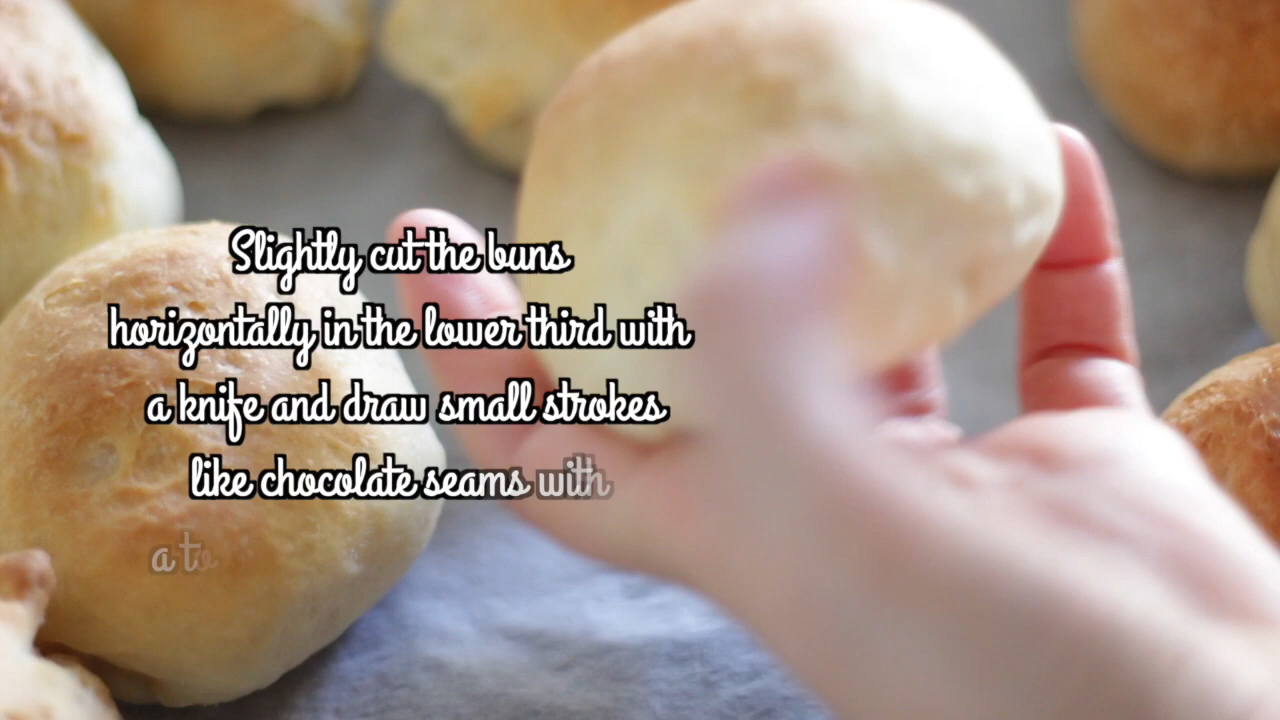 Slightly cut the buns
horizontally in the lower third with
a knife and draw small strokes
like chocolate seams with
a